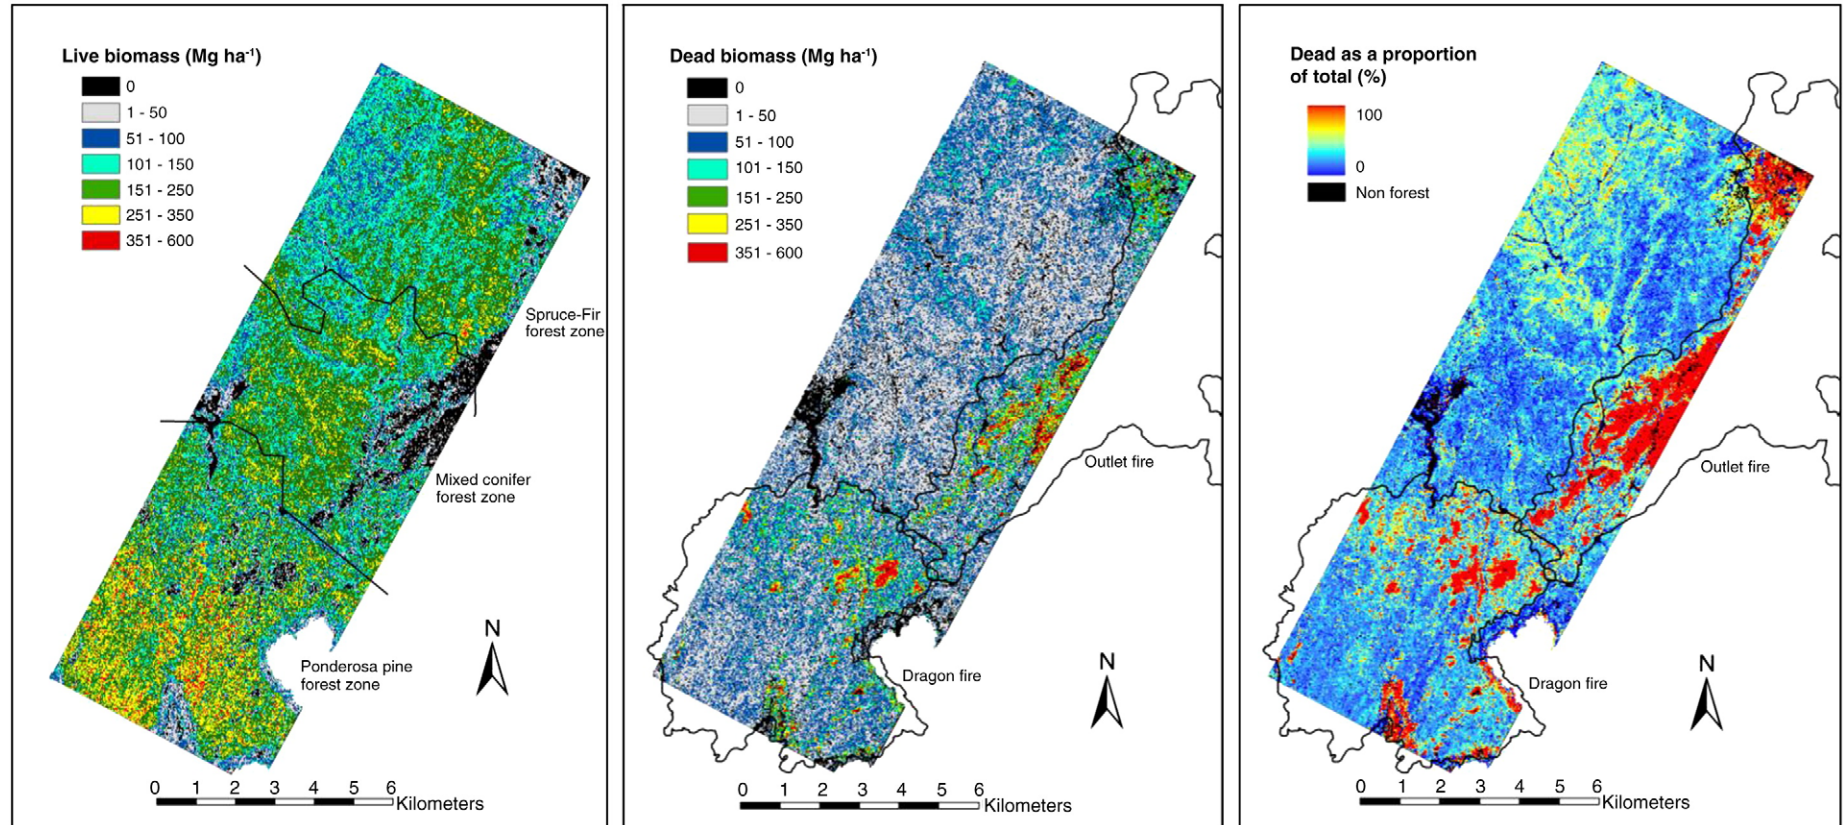 Live biomass (Mg ha-1)
0
1 - 50
51 - 100
101 - 150
151 - 250
251 - 350
351 - 600
Spruce-Fir
forest zone
Mixed conifer
forest zone
Ponderosa pine
forest zone
N
0 1 2 3 4 5 6
Kilometers
Dead biomass (Mg ha-1)
0
1 - 50
51 - 100
101 - 150
151 - 250
251 - 350
351 - 600
Outlet fire
Dragon fire
N
0 1 2 3 4 5 6
Kilometers
Dead as a proportion
of total (%)
100
0
Non forest
Outlet fire
Dragon fire
N
0 1 2 3 4 5 6
Kilometers